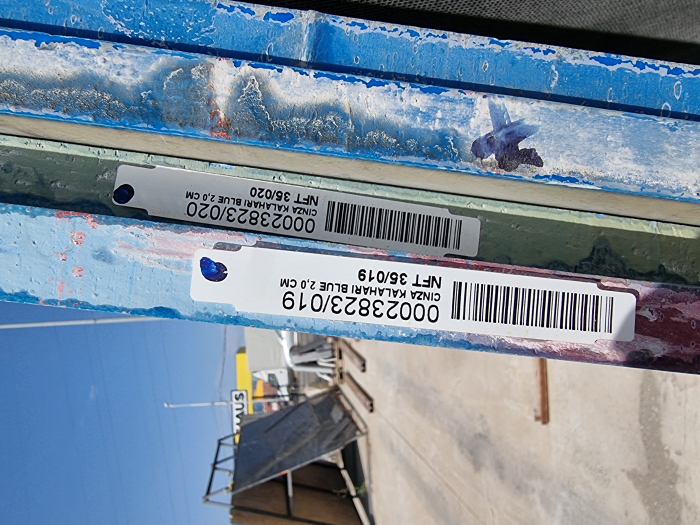 00023823/020
CINZA KALAHARI BLUE 2,0 CM
NFT 35/020
00023823/019
CINZA KALAHARI BLUE 2,0 CM
NFT 35/019